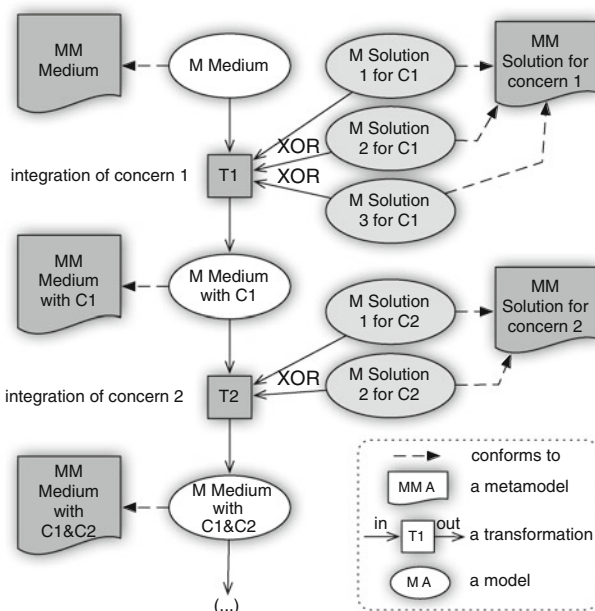 MM
Medium
M Medium
M Solution
1 for C1
MM
Solution for
concern 1
XOR
M Solution
2 for C1
integration of concern 1
T1
XOR
M Solution
3 for C1
MM
Medium
with C1
M Medium
with C1
M Solution
1 for C2
MM
Solution for
concern 2
integration of concern 2
T2
XOR
M Solution
2 for C2
MM
Medium
with
C1&C2
M Medium
with
C1&C2
(...)
conforms to
MM A
a metamodel
in
T1
out
a transformation
M A
a model